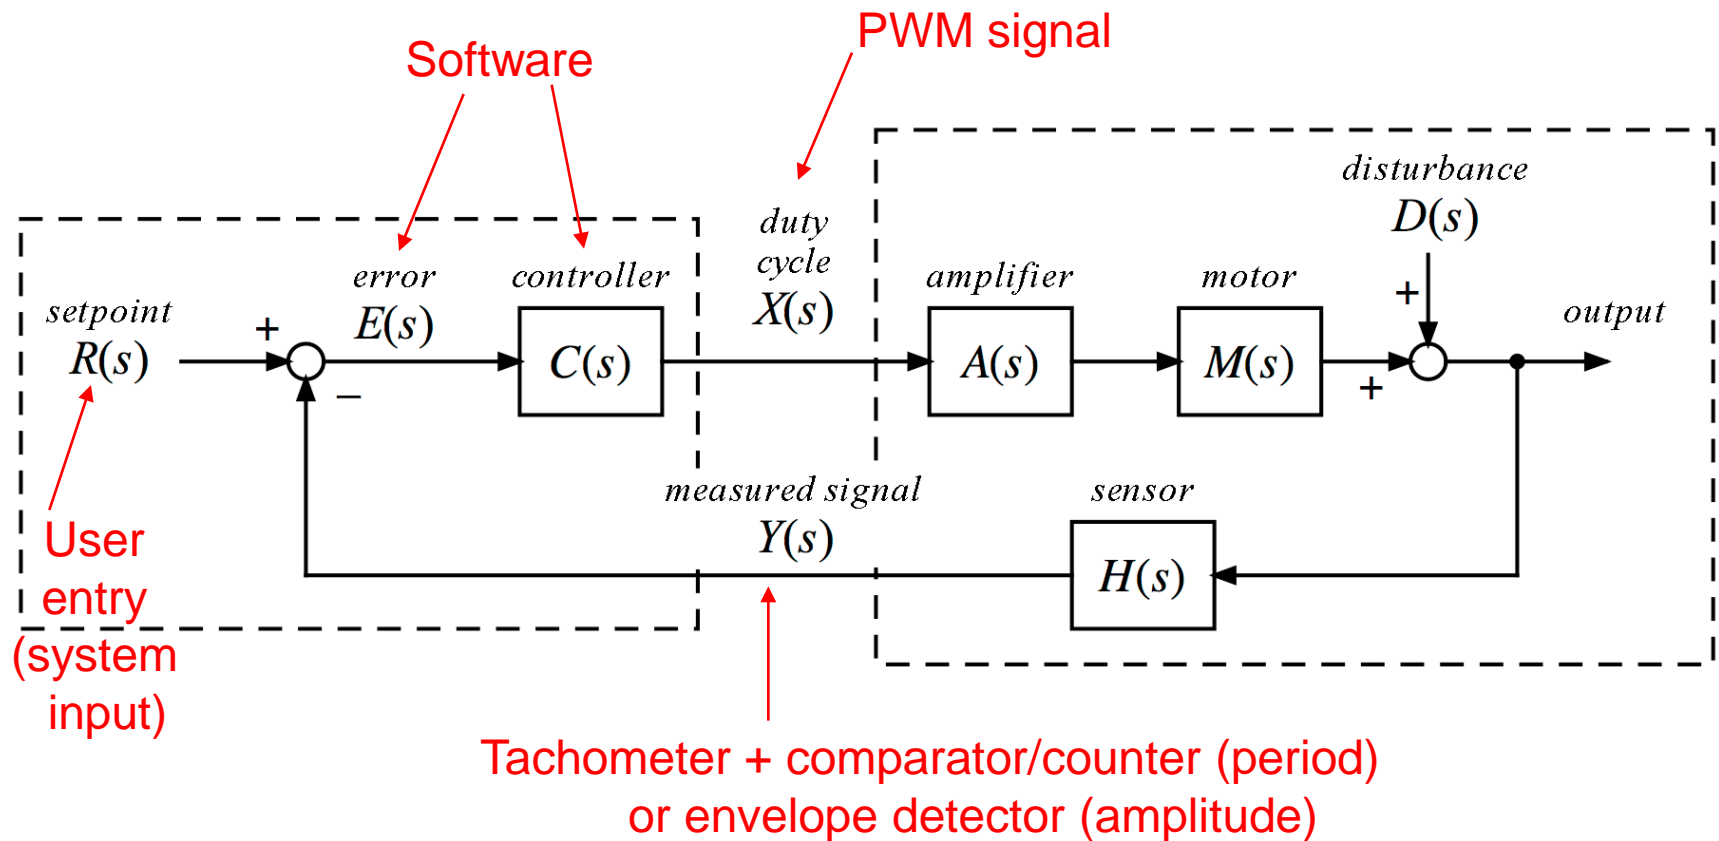 PWM signal
Software
disturbance
D(s)
duty
cycle
X(s)
error
E(s)
controller
amplifier
motor
setpoint
R(s)
+
C(s)
A(s)
M(s)
+
+
output
−
measured signal
Y(s)
sensor
H(s)
User
entry
(system
input)
Tachometer + comparator/counter (period)
or envelope detector (amplitude)